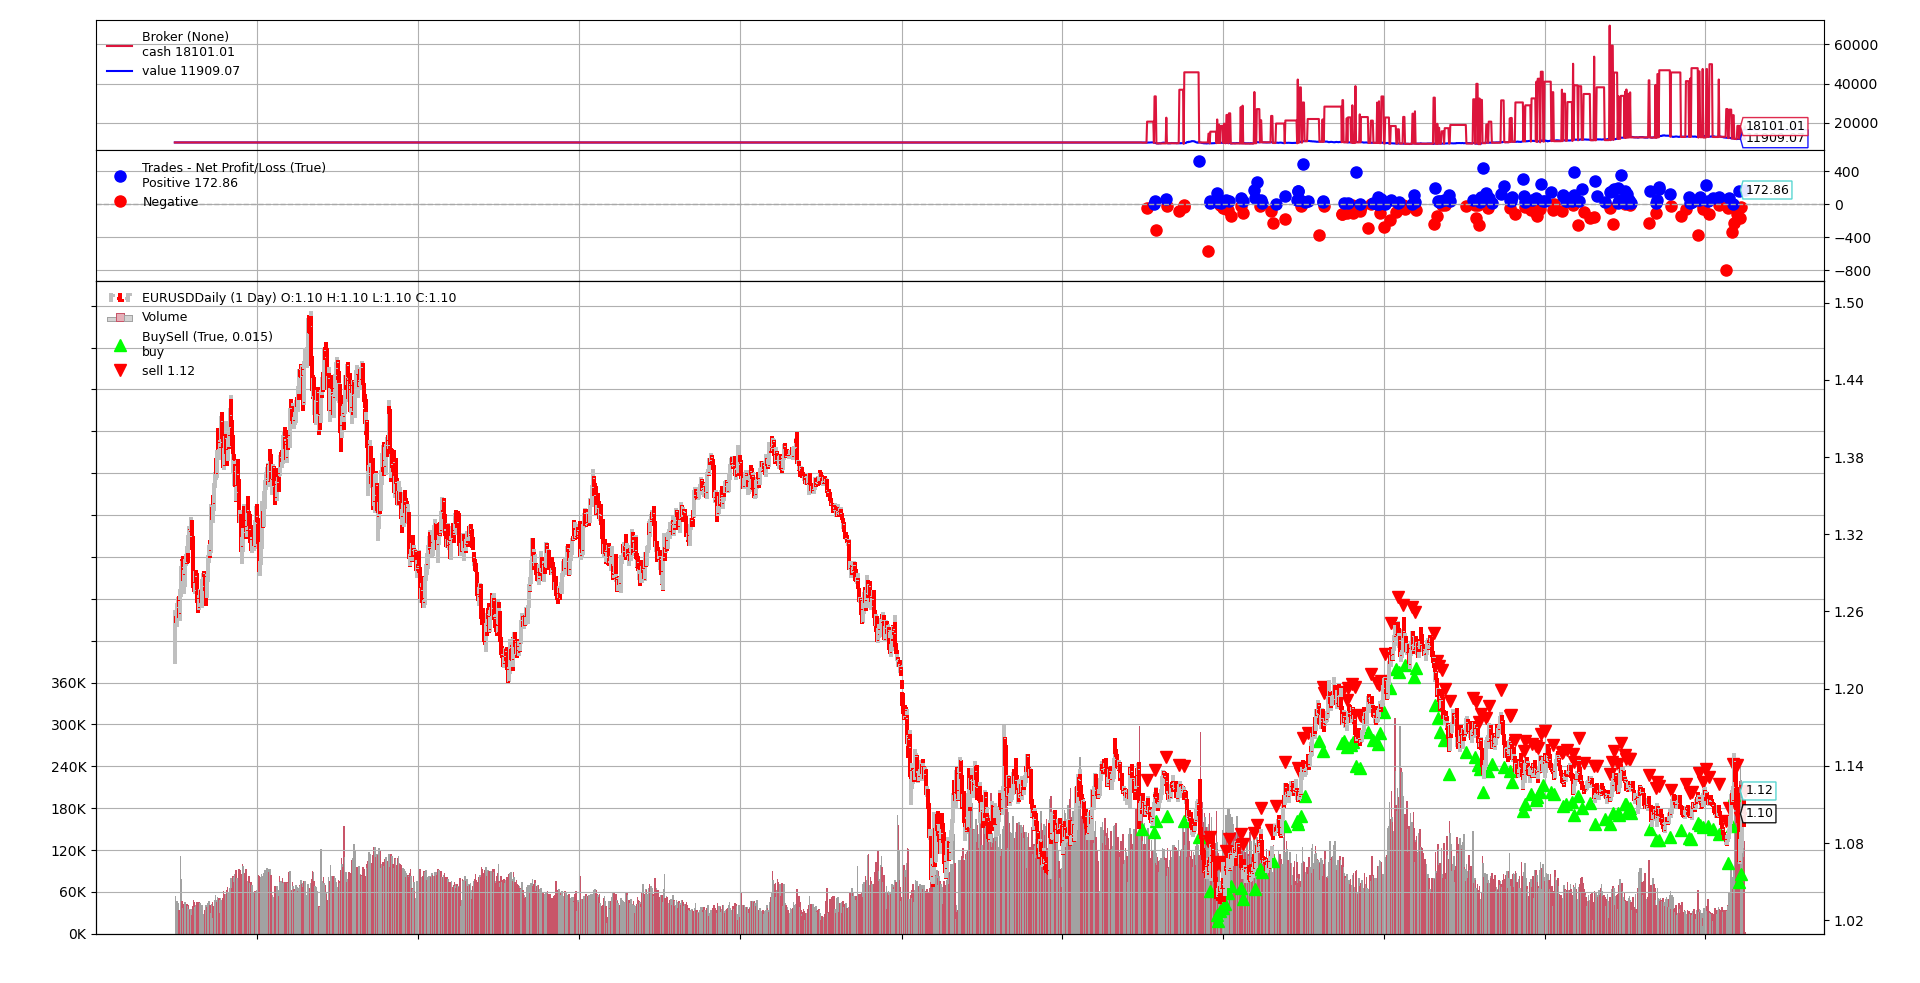 Broker (None)
cash 18101.01
value 11909.07
60000
40000
20000
18101.01
11909.07
Trades - Net Profit/Loss (True)
Positive 172.86
Negative
400
0
−400
−800
172.86
EURUSDDaily (1 Day) O:1.10 H:1.10 L:1.10 C:1.10
Volume
BuySell (True, 0.015)
buy
sell 1.12
1.50
1.44
1.38
1.32
1.26
1.20
1.14
1.08
1.02
1.12
1.10
360K
300K
240K
180K
120K
60K
0K